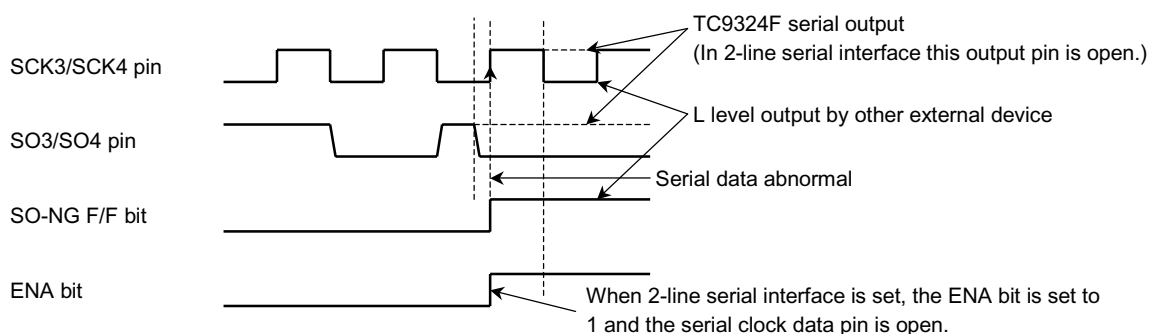 TC9324F serial output
(In 2-line serial interface this output pin is open.)
SCK3/SCK4 pin
L level output by other external device
SO3/SO4 pin
Serial data abnormal
SO-NG F/F bit
ENA bit
When 2-line serial interface is set, the ENA bit is set to
1 and the serial clock data pin is open.